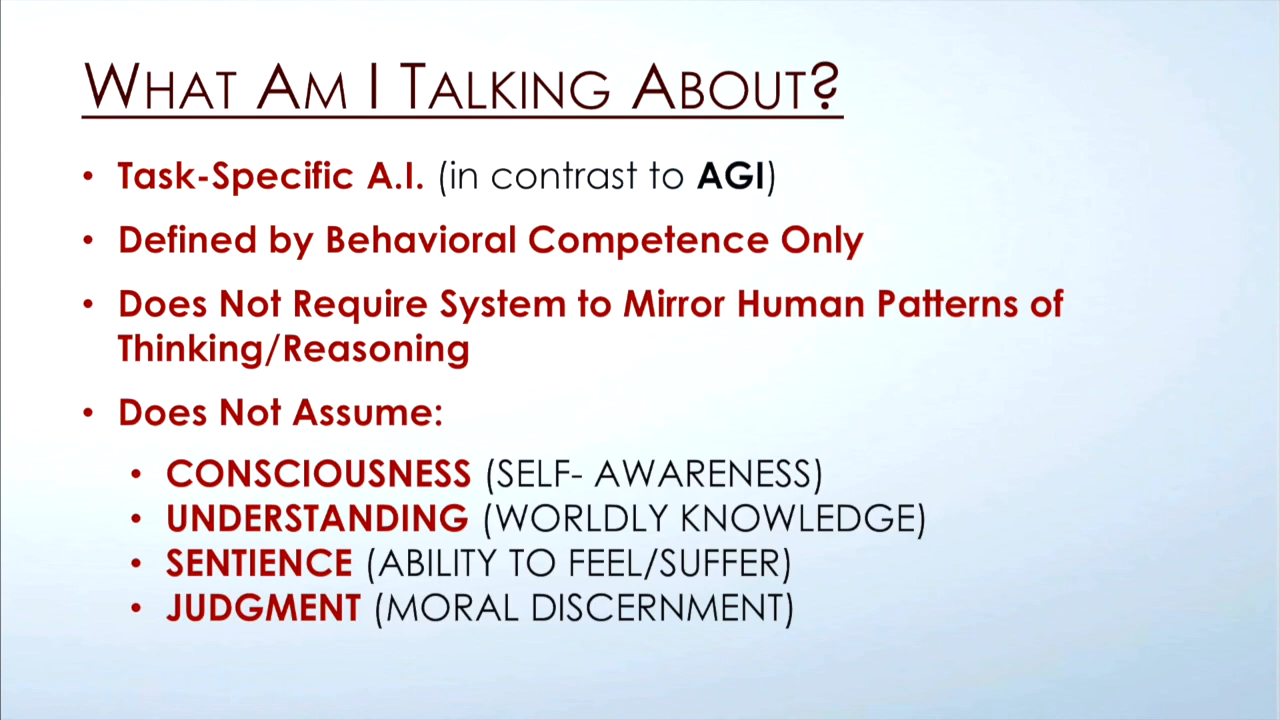 WHAT AM I TALKING ABOUT?
• Task-Specific A.I. (in contrast to AGI)
• Defined by Behavioral Competence Only
• Does Not Require System to Mirror Human Patterns of
Thinking/Reasoning
• Does Not Assume:
• CONSCIOUSNESS (SELF- AWARENESS)
• UNDERSTANDING (WORLDLY KNOWLEDGE)
• SENTIENCE (ABILITY TO FEEL/SUFFER)
• JUDGMENT (MORAL DISCERNMENT)